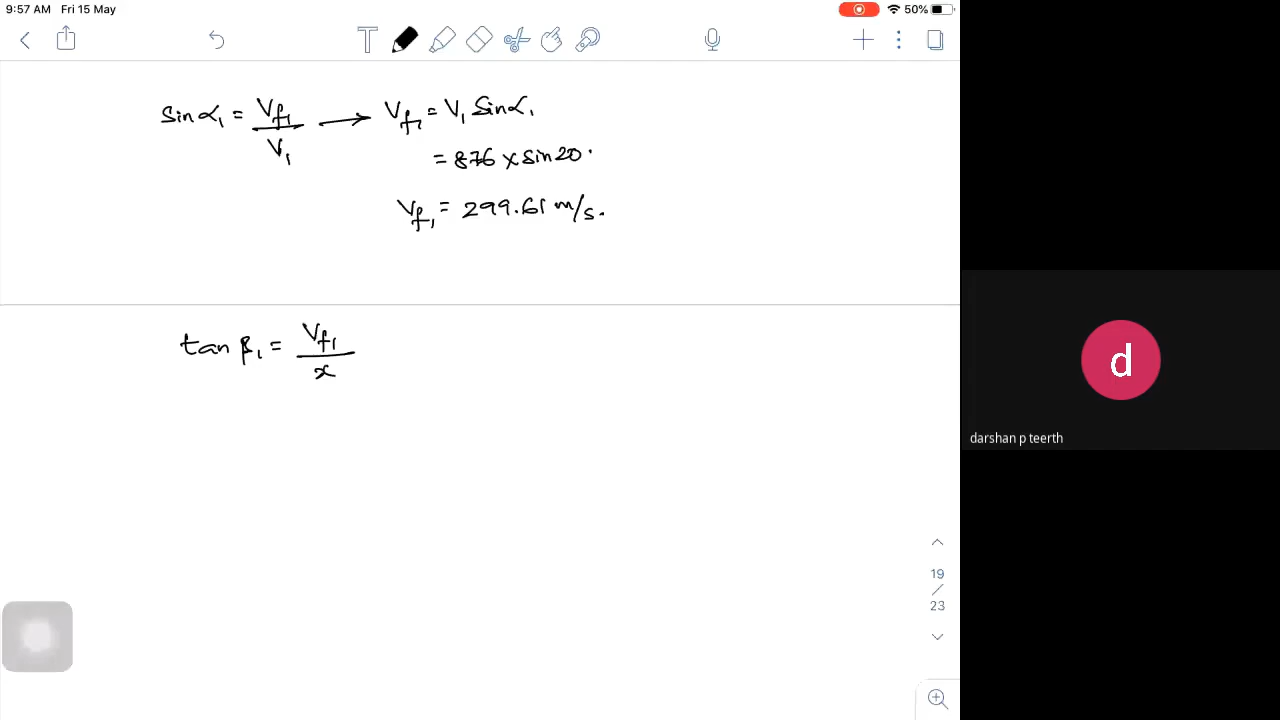 9:57 AM Fri 15 May
50%
Sin α₁ = Vf₁ / V₁ → Vf₁ = V₁ Sin α₁
= 876 × sin 20°
Vf₁ = 299.61 m/s.
tan β₁ = Vf₁ / x
d
darshan p teerth
19
/
23